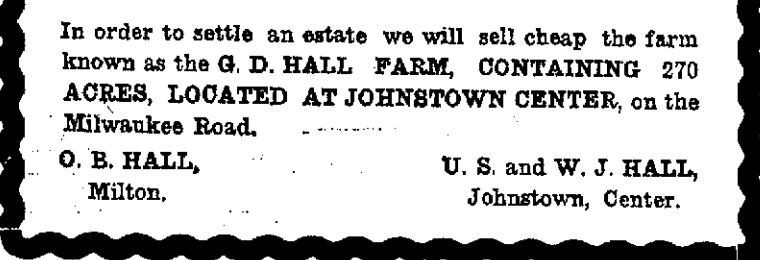 In order to settle an estate we will sell cheap the farm
known as the G. D. HALL FARM, CONTAINING 270
ACRES, LOCATED AT JOHNSTOWN CENTER, on the
Milwaukee Road.
O. B. HALL,
Milton.
U. S. and W. J. HALL,
Johnstown, Center.